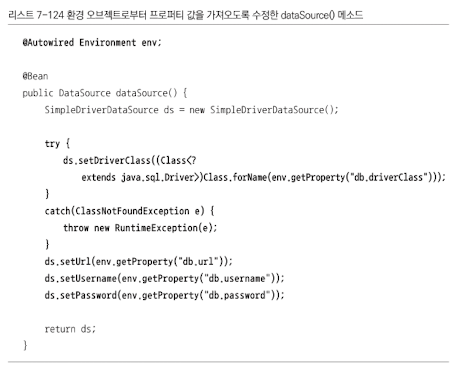 리스트 7-124 환경 오브젝트로부터 프로퍼티 값을 가져오도록 수정한 dataSource() 메소드
@Autowired Environment env;
@Bean
public DataSource dataSource() {
SimpleDriverDataSource ds = new SimpleDriverDataSource();
try {
ds.setDriverClass((Class<?
extends java.sql.Driver>)Class.forName(env.getProperty("db.driverClass")));
}
catch(ClassNotFoundException e) {
throw new RuntimeException(e);
}
ds.setUrl(env.getProperty("db.url"));
ds.setUsername(env.getProperty("db.username"));
ds.setPassword(env.getProperty("db.password"));
return ds;
}